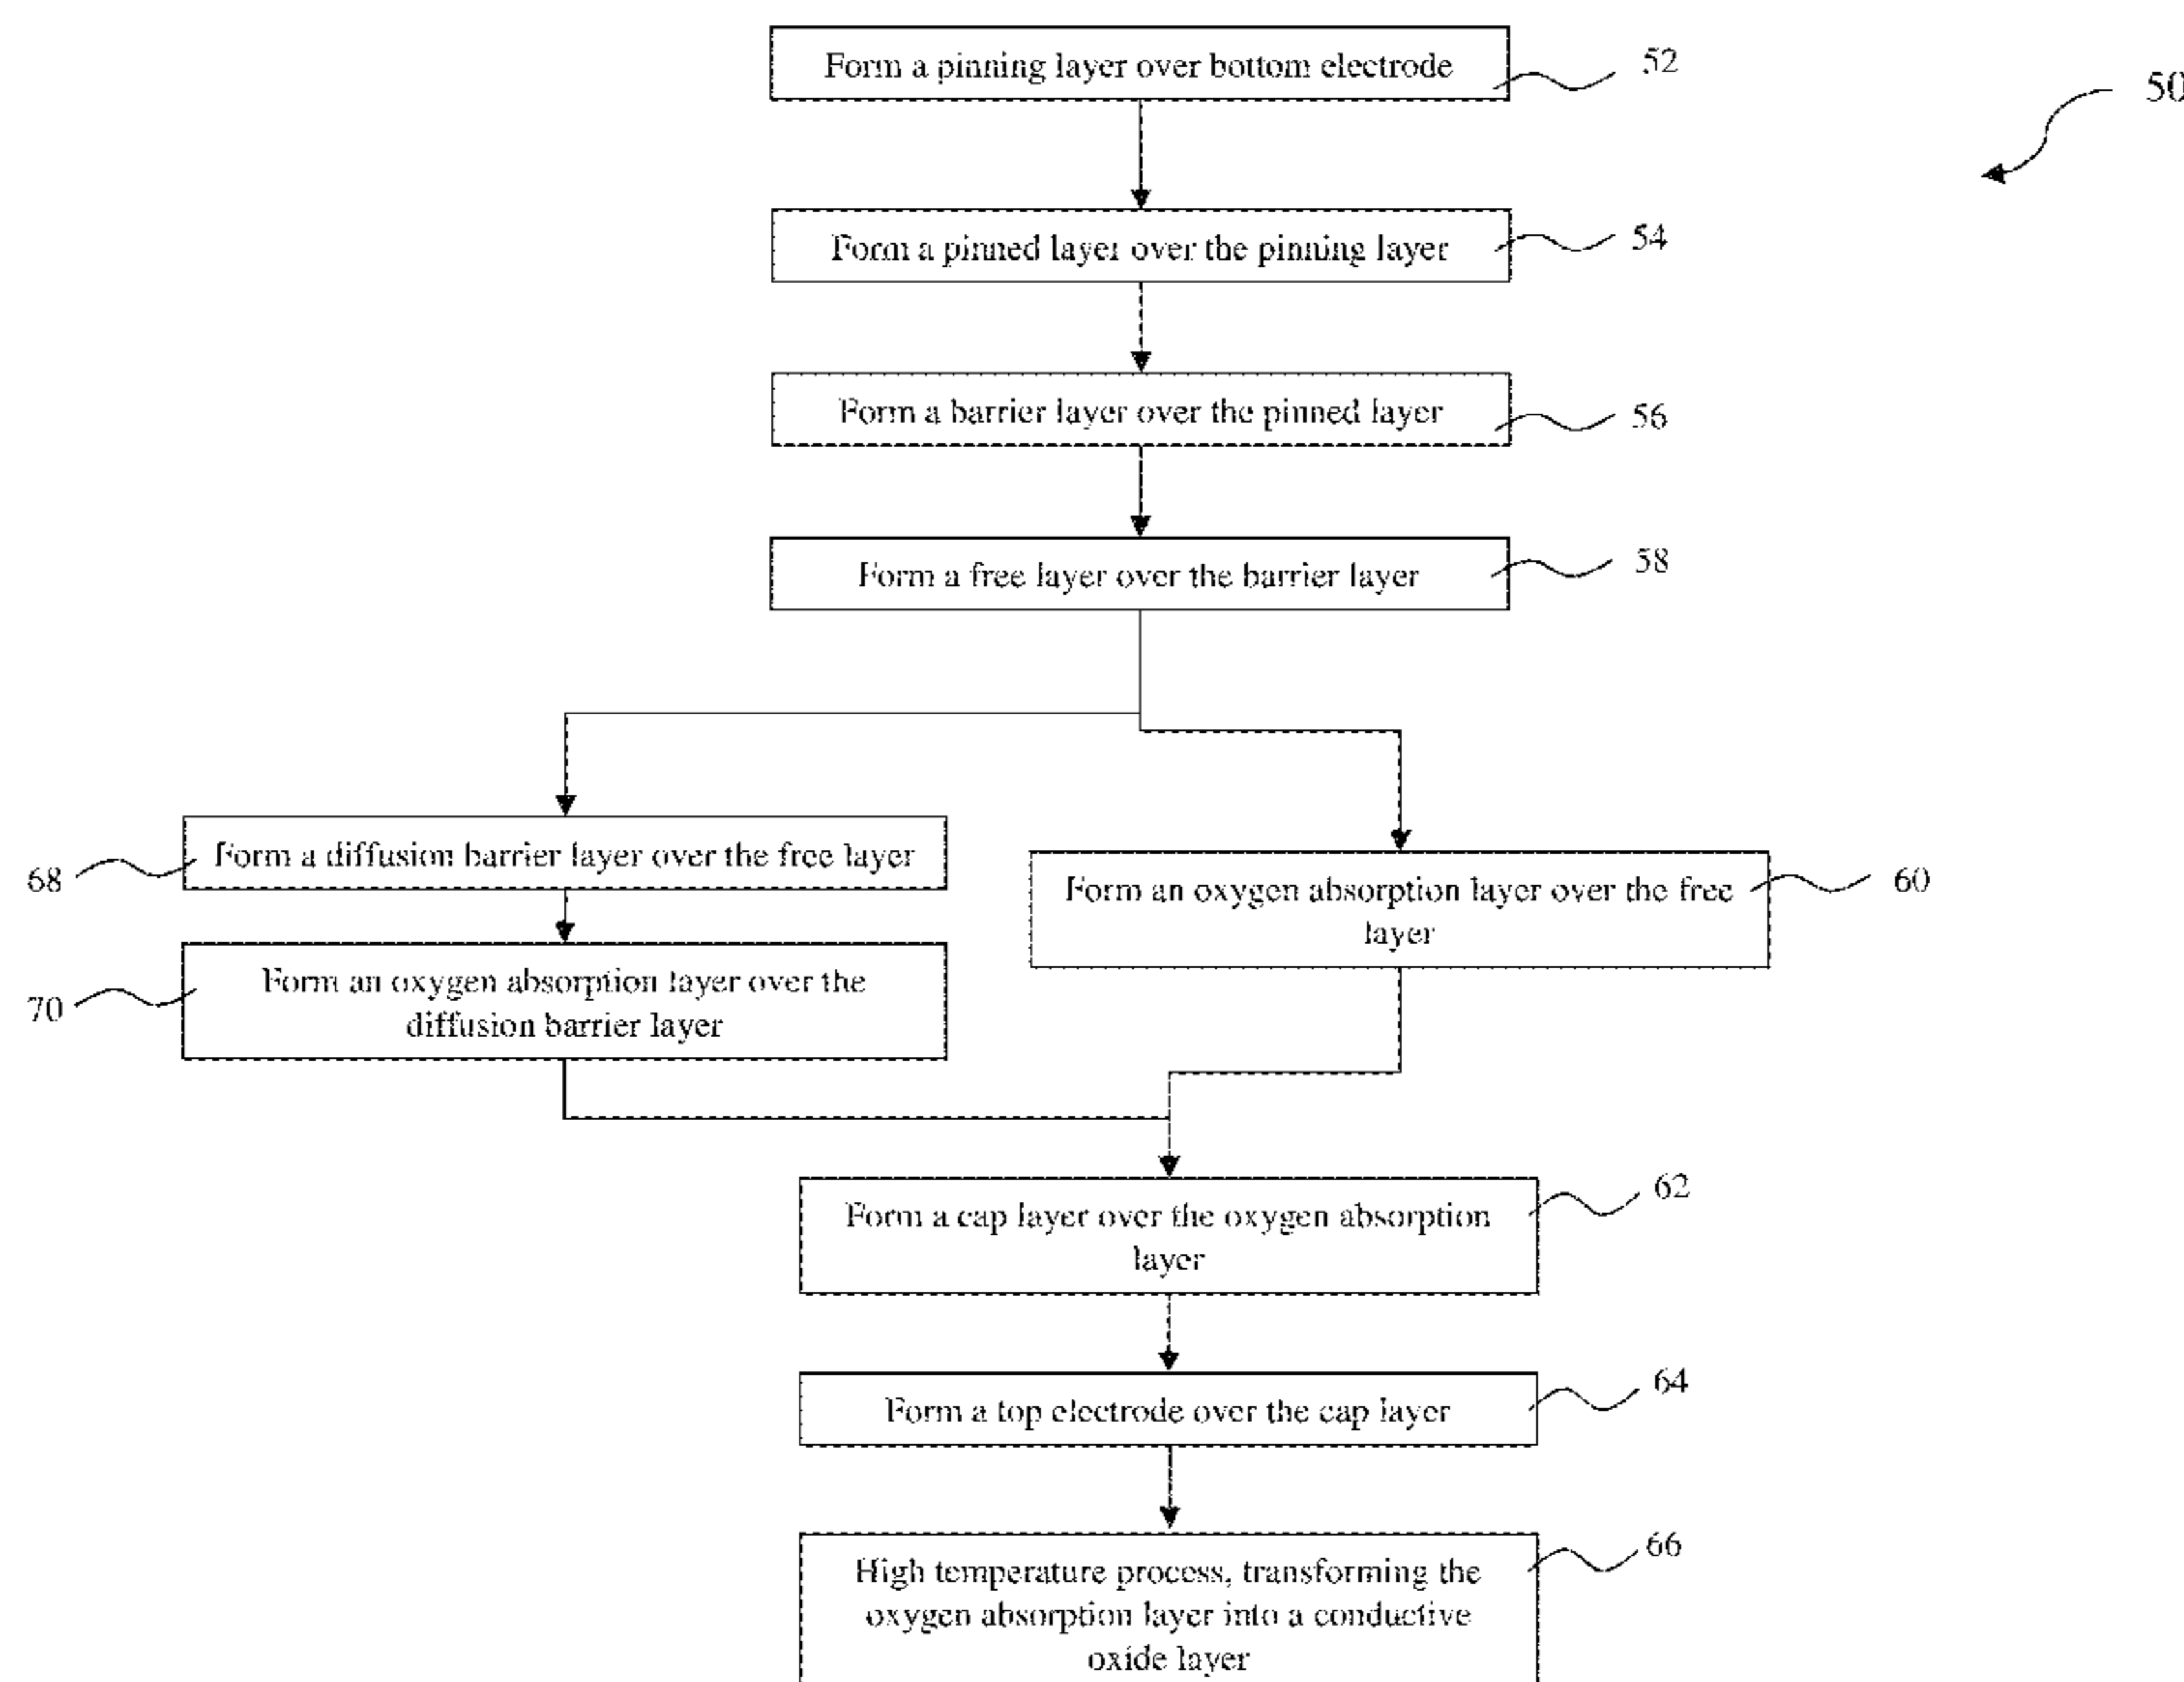 Form a pinning layer over bottom electrode
52
50
Form a pinned layer over the pinning layer
54
Form a barrier layer over the pinned layer
56
Form a free layer over the barrier layer
58
68
Form a diffusion barrier layer over the free layer
Form an oxygen absorption layer over the free
layer
60
70
Form an oxygen absorption layer over the
diffusion barrier layer
Form a cap layer over the oxygen absorption
layer
62
Form a top electrode over the cap layer
64
High temperature process, transforming the
oxygen absorption layer into a conductive
oxide layer
66